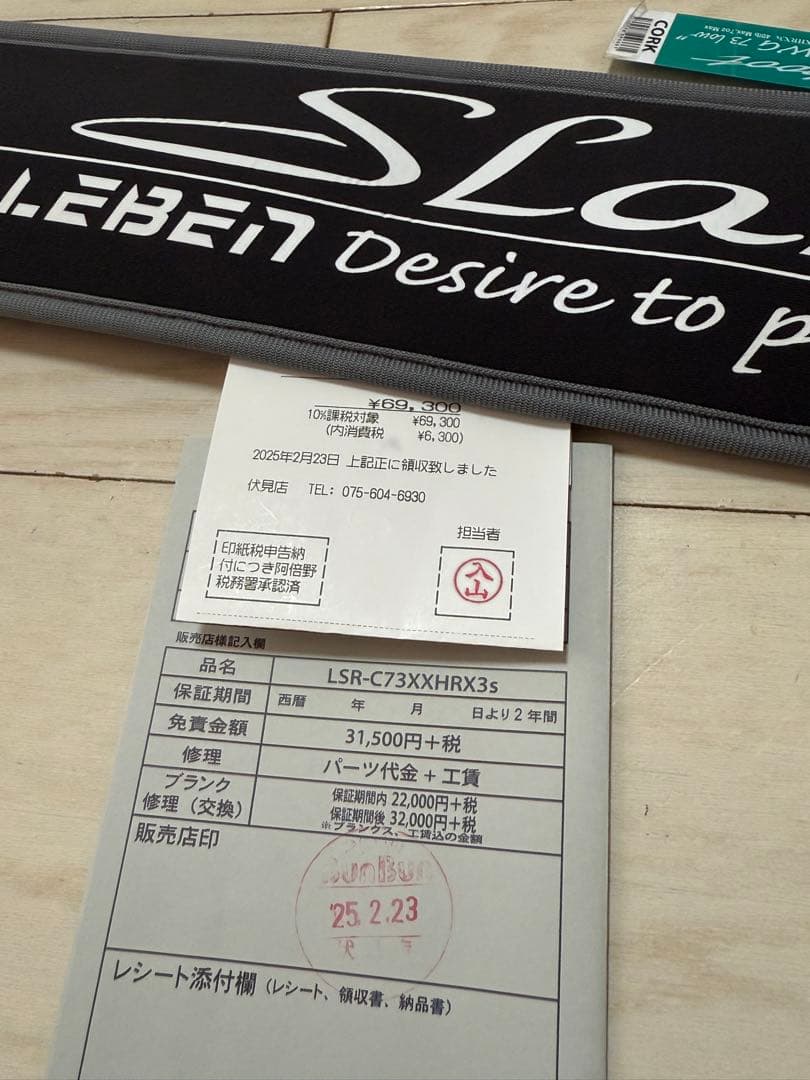 CORK
73 low"
40lb Max,7oz Max
SLa
LEBEN Desire to p
¥69,300
10%課税対象 ¥69,300
(内消費税 ¥6,300)
2025年2月23日 上記正に領収致しました
伏見店 TEL: 075-604-6930
担当者
印紙税申告納
付につき阿倍野
税務署承認済
入山
販売店様記入欄
品名 LSR-C73XXHRX3s
保証期間 西暦 年 月 日より2年間
免責金額 31,500円+税
修理 パーツ代金+工賃
ブランク
修理(交換)
保証期間内 22,000円+税
保証期間後 32,000円+税
※ブランクス、工賃込の金額
販売店印
BunBun
'25.2.23
レシート添付欄(レシート、領収書、納品書)